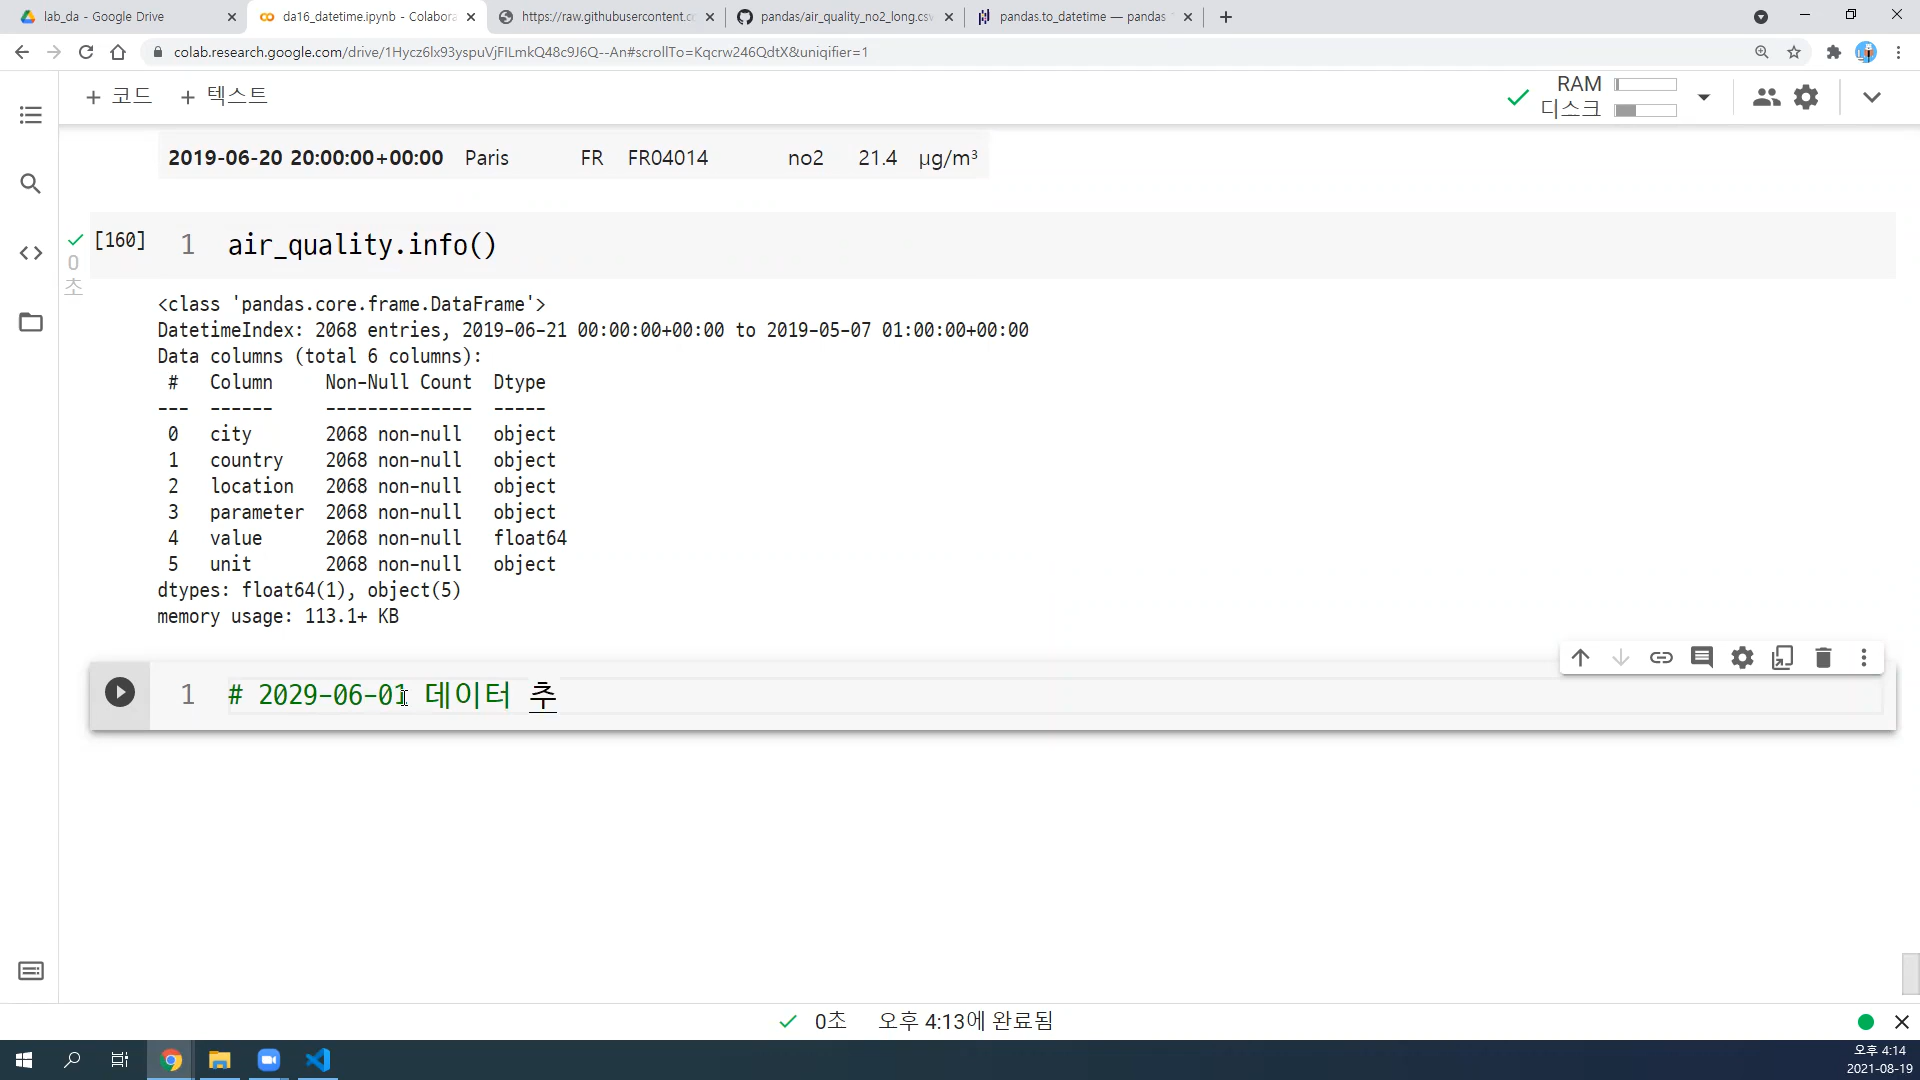 lab_da - Google Drive
da16_datetime.ipynb - Colabora
https://raw.githubusercontent.cc
pandas/air_quality_no2_long.csv
pandas.to_datetime — pandas
colab.research.google.com/drive/1Hycz6lx93yspuVjFILmkQ48c9J6Q--An#scrollTo=Kqcrw246QdtX&uniqifier=1
+ 코드 + 텍스트
RAM
디스크
2019-06-20 20:00:00+00:00 Paris FR FR04014 no2 21.4 µg/m³
[160] 1 air_quality.info()
0
초
<class 'pandas.core.frame.DataFrame'>
DatetimeIndex: 2068 entries, 2019-06-21 00:00:00+00:00 to 2019-05-07 01:00:00+00:00
Data columns (total 6 columns):
# Column Non-Null Count Dtype
--- ------ -------------- -----
0 city 2068 non-null object
1 country 2068 non-null object
2 location 2068 non-null object
3 parameter 2068 non-null object
4 value 2068 non-null float64
5 unit 2068 non-null object
dtypes: float64(1), object(5)
memory usage: 113.1+ KB
1 # 2029-06-01 데이터 추
0초 오후 4:13에 완료됨
오후 4:14
2021-08-19